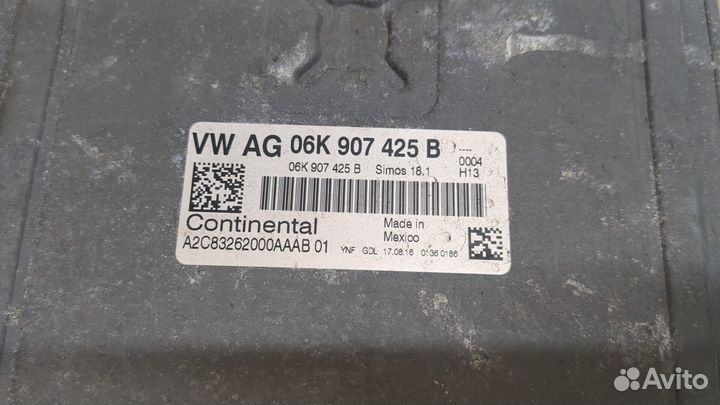 VW AG 06K 907 425 B ----
0004
06K 907 425 B Simos 18.1 H13
Continental Made in
Mexico
A2C83262000AAAB 01 YNF GDL 17.08.16 0136 0186
Avito